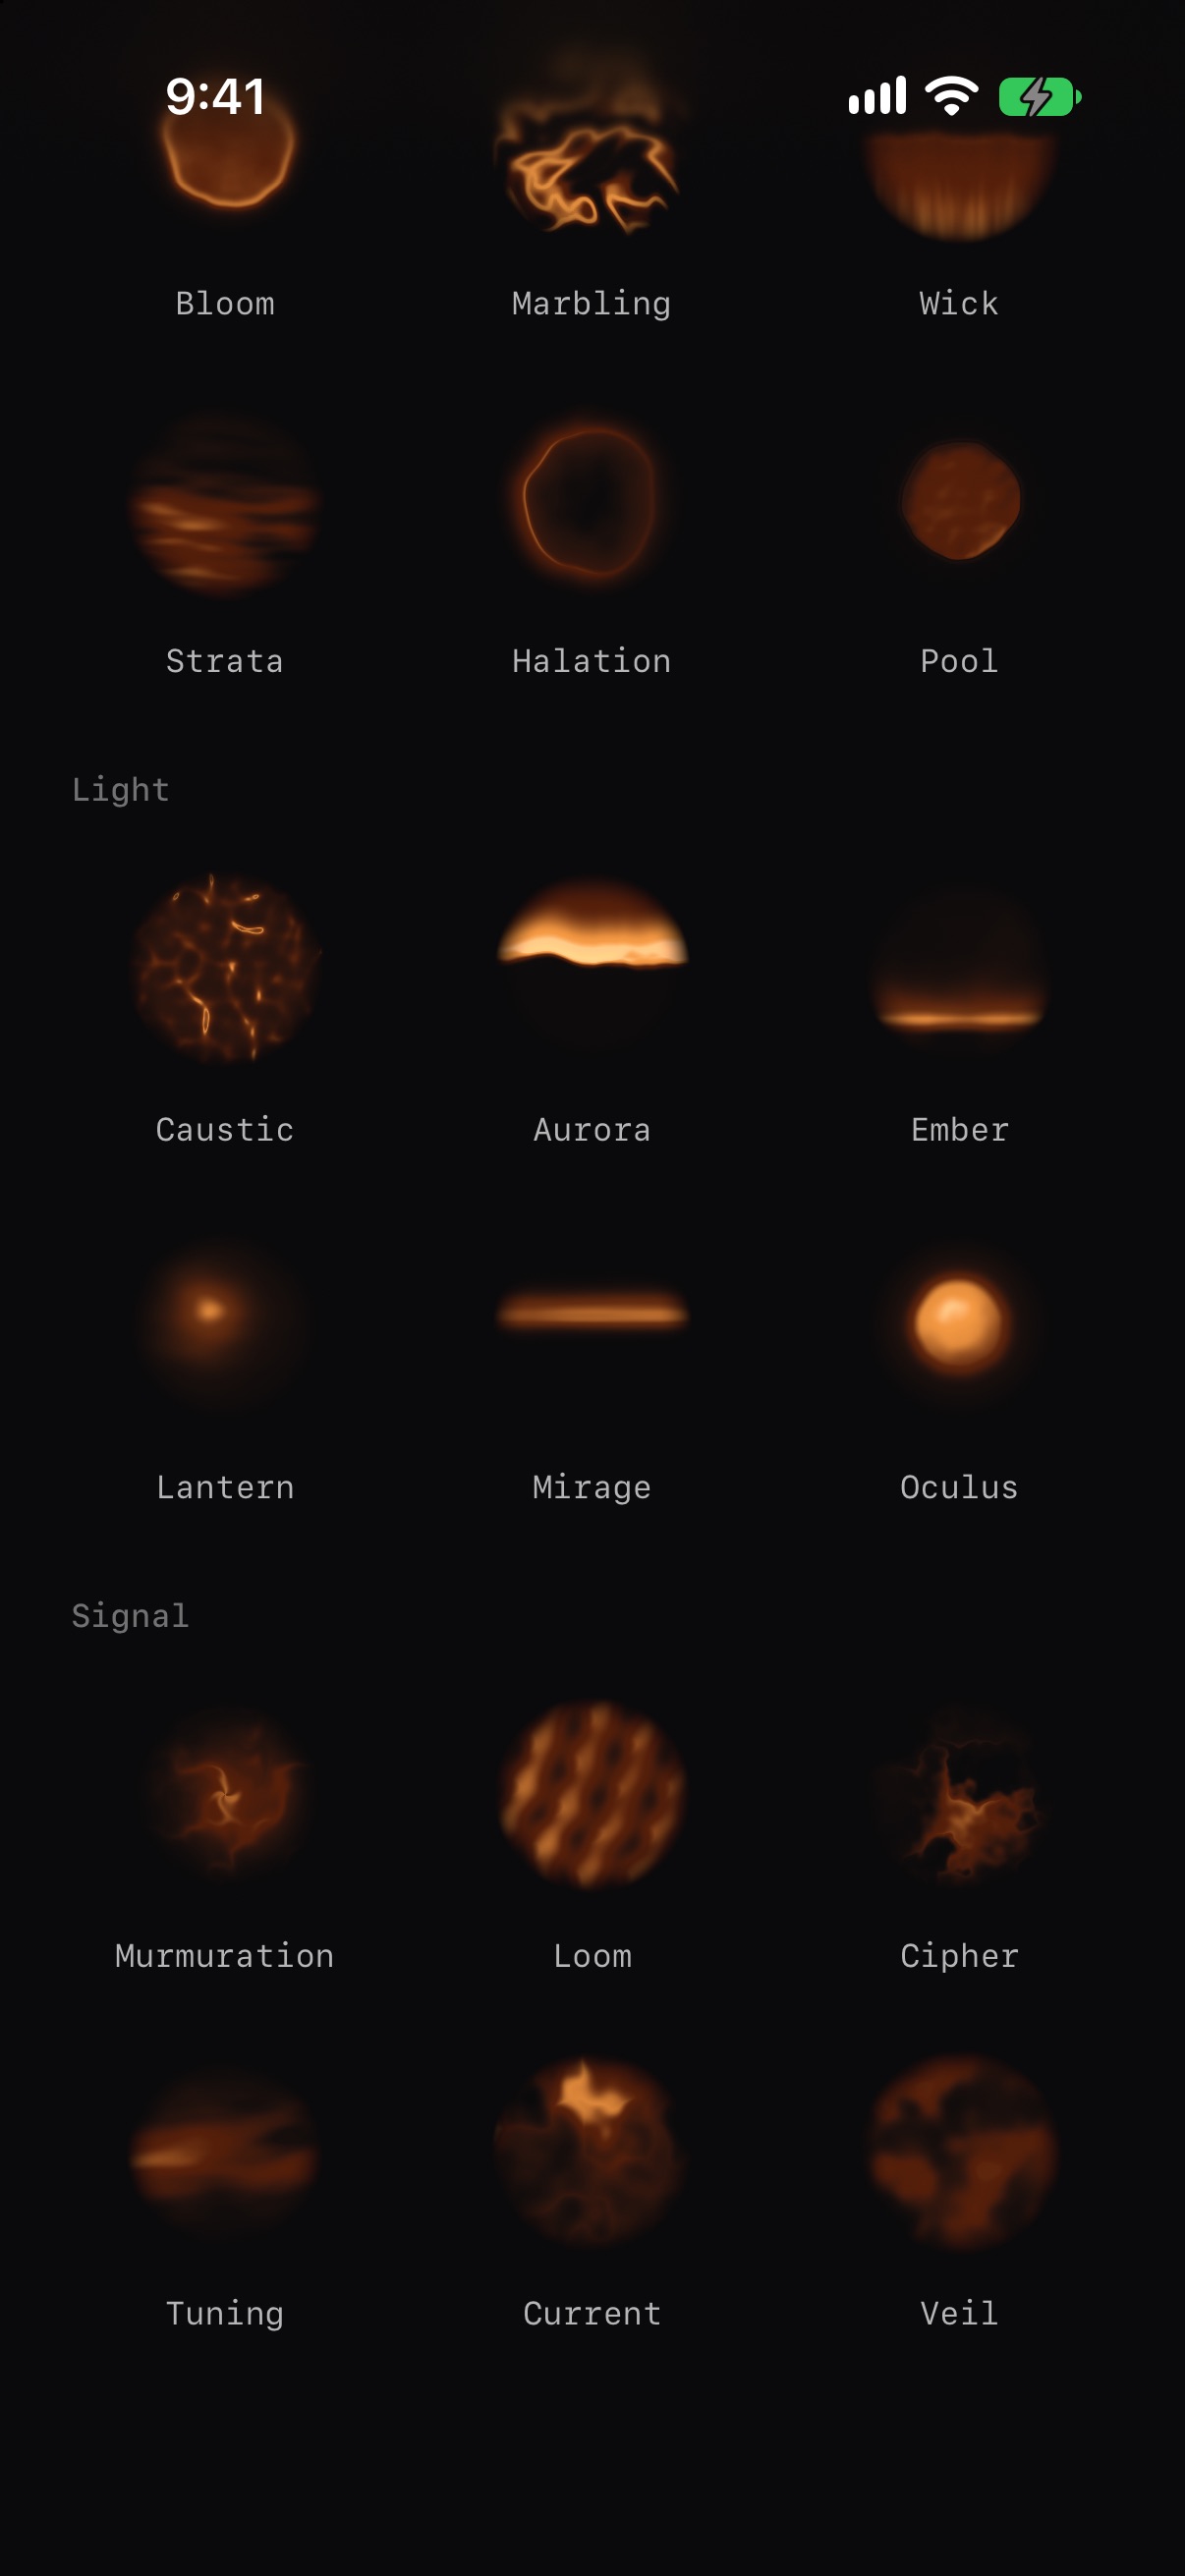 9:41
Bloom Marbling Wick
Strata Halation Pool
Light
Caustic Aurora Ember
Lantern Mirage Oculus
Signal
Murmuration Loom Cipher
Tuning Current Veil